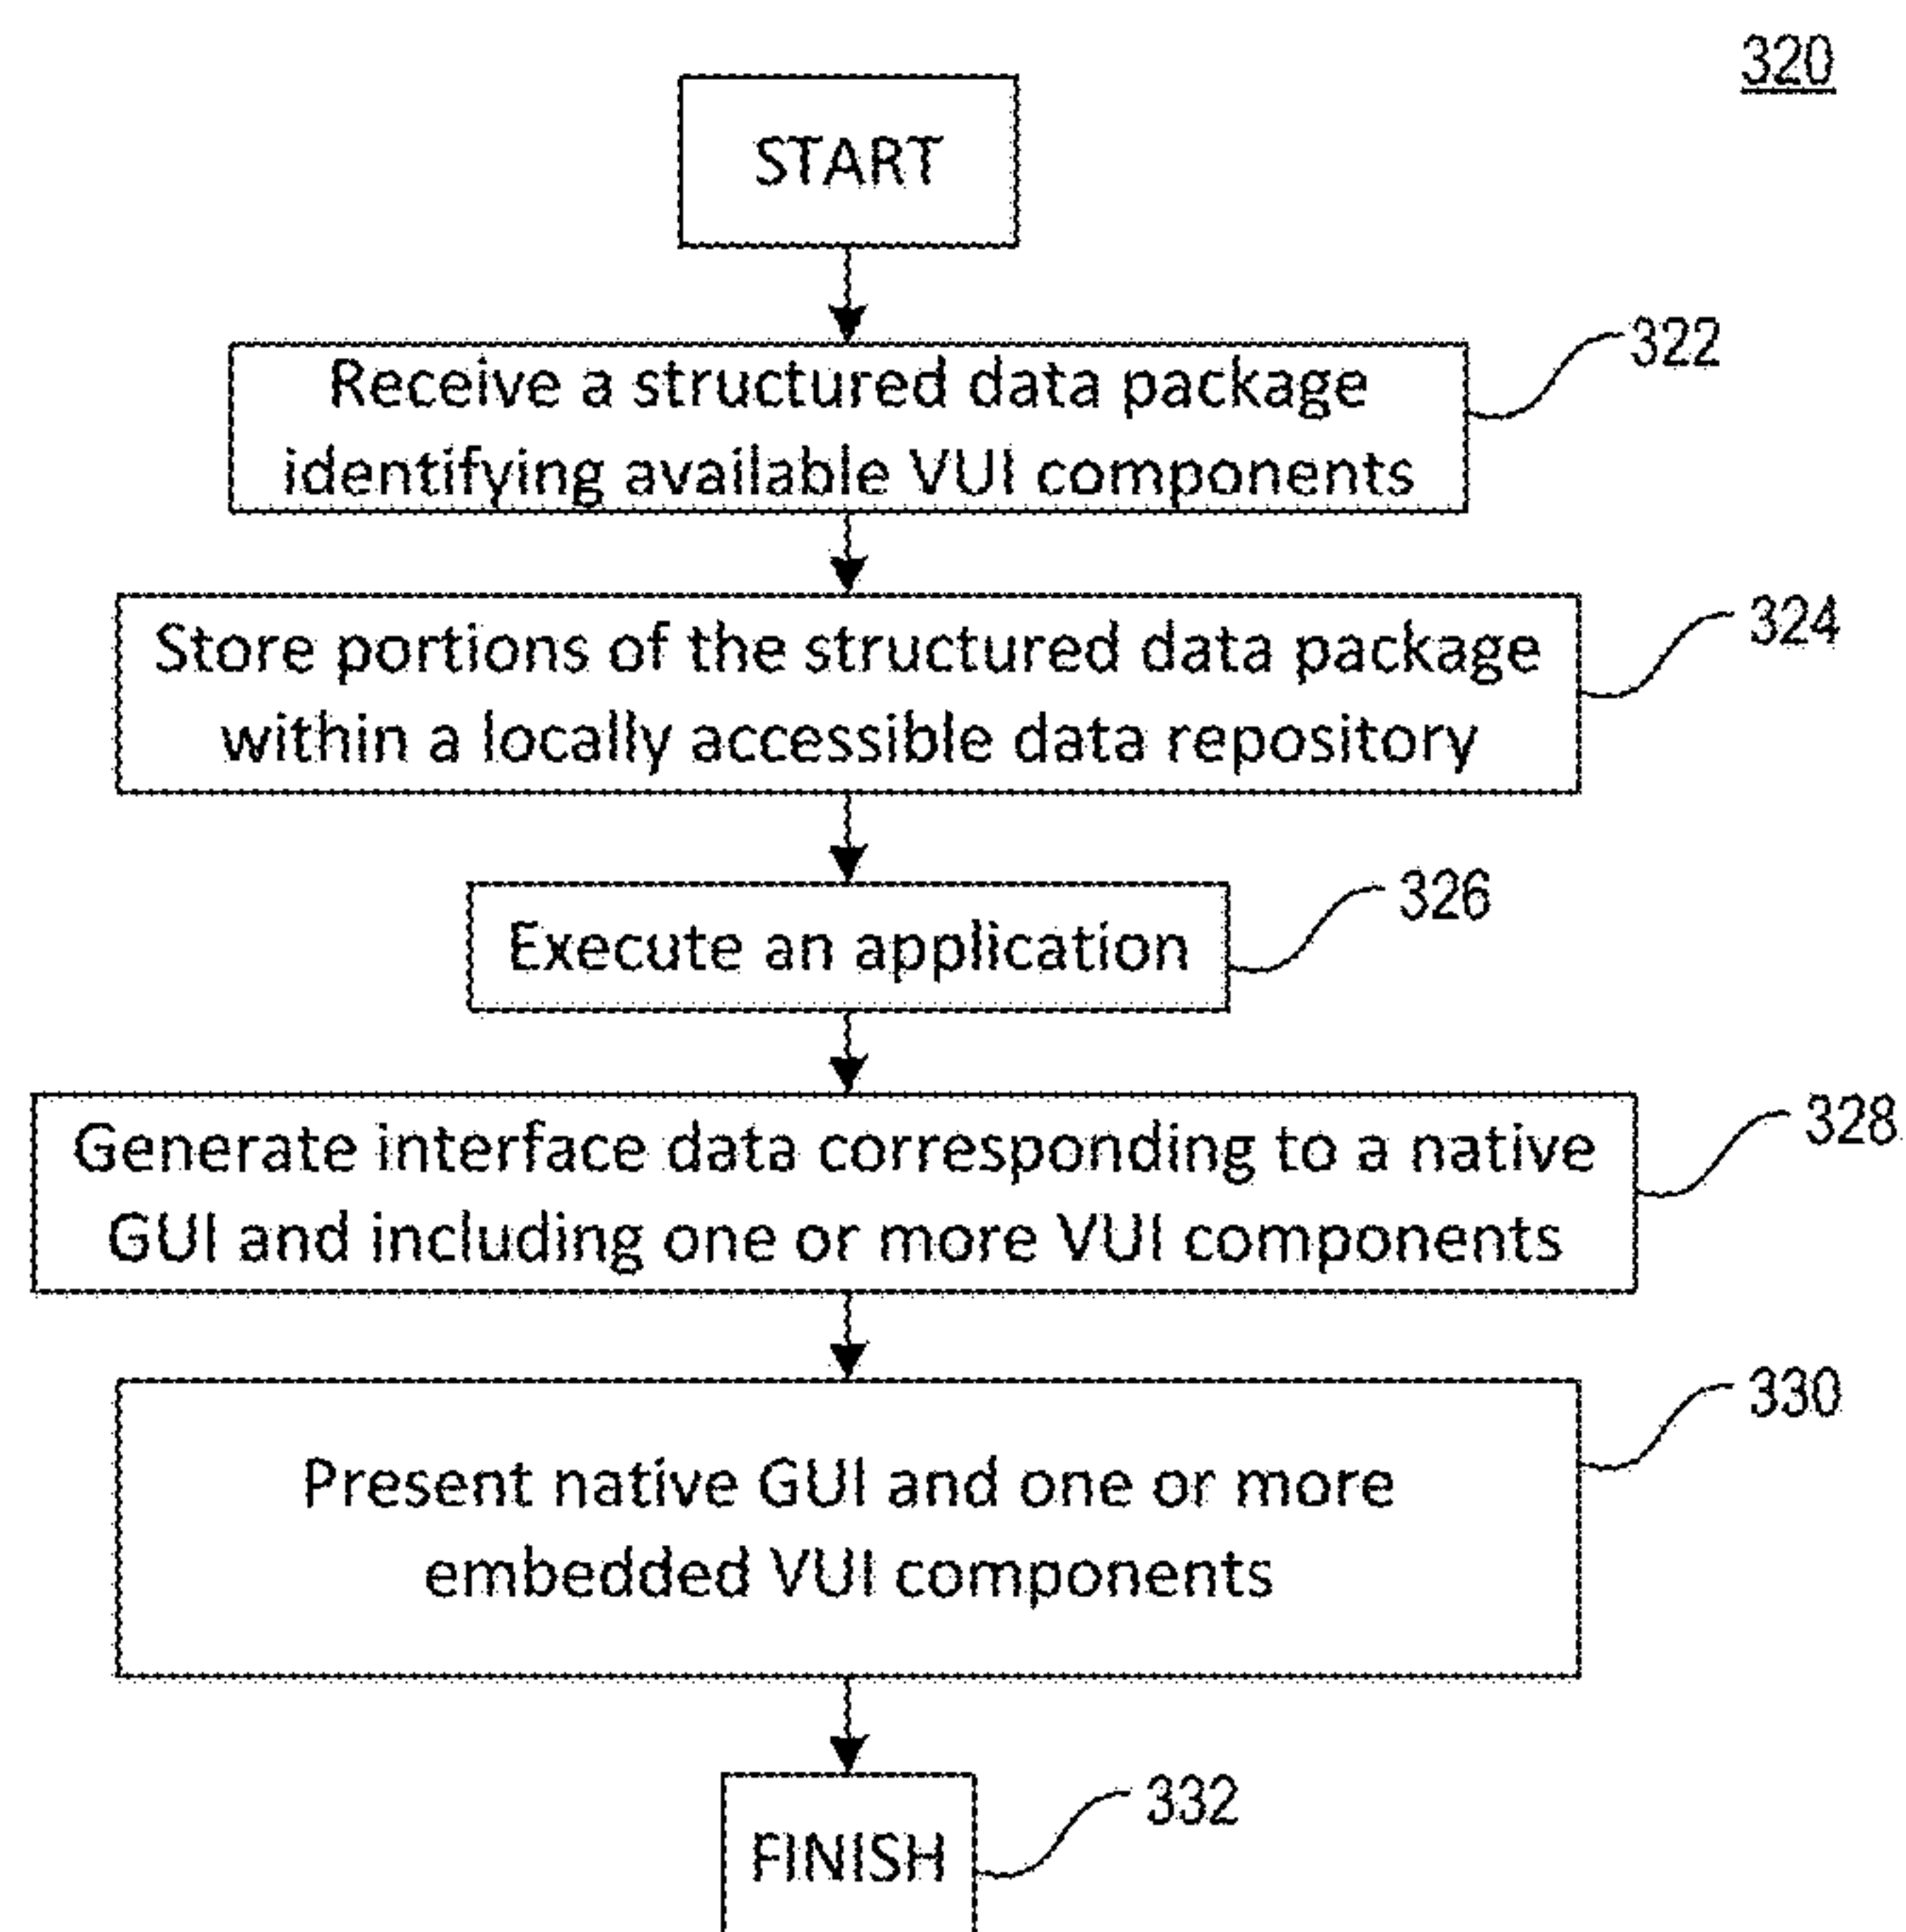 320
START
322
Receive a structured data package
identifying available VUI components
324
Store portions of the structured data package
within a locally accessible data repository
326
Execute an application
328
Generate interface data corresponding to a native
GUI and including one or more VUI components
330
Present native GUI and one or more
embedded VUI components
332
FINISH